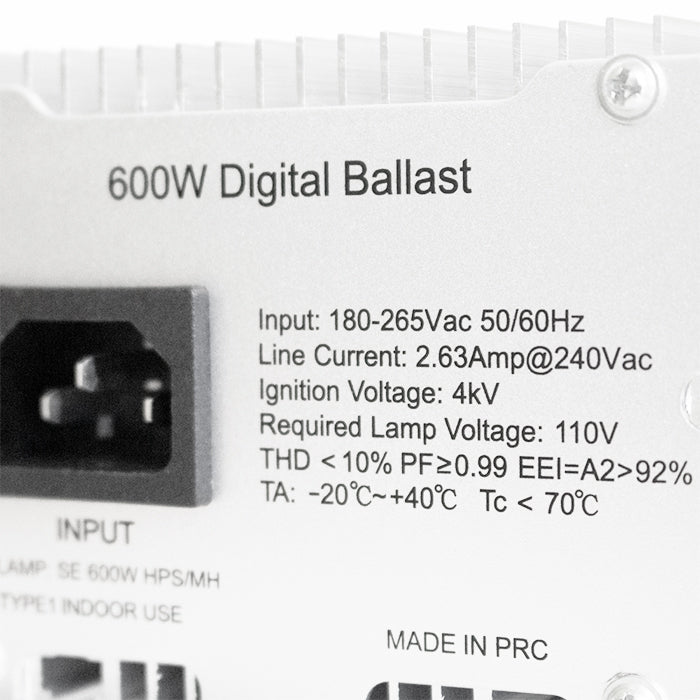 600W Digital Ballast
Input: 180-265Vac 50/60Hz
Line Current: 2.63Amp@240Vac
Ignition Voltage: 4kV
Required Lamp Voltage: 110V
THD <10% PF≥0.99 EEI=A2>92%
TA: -20℃~+40℃ Tc < 70℃
INPUT
LAMP: SE 600W HPS/MH
TYPE1 INDOOR USE
MADE IN PRC